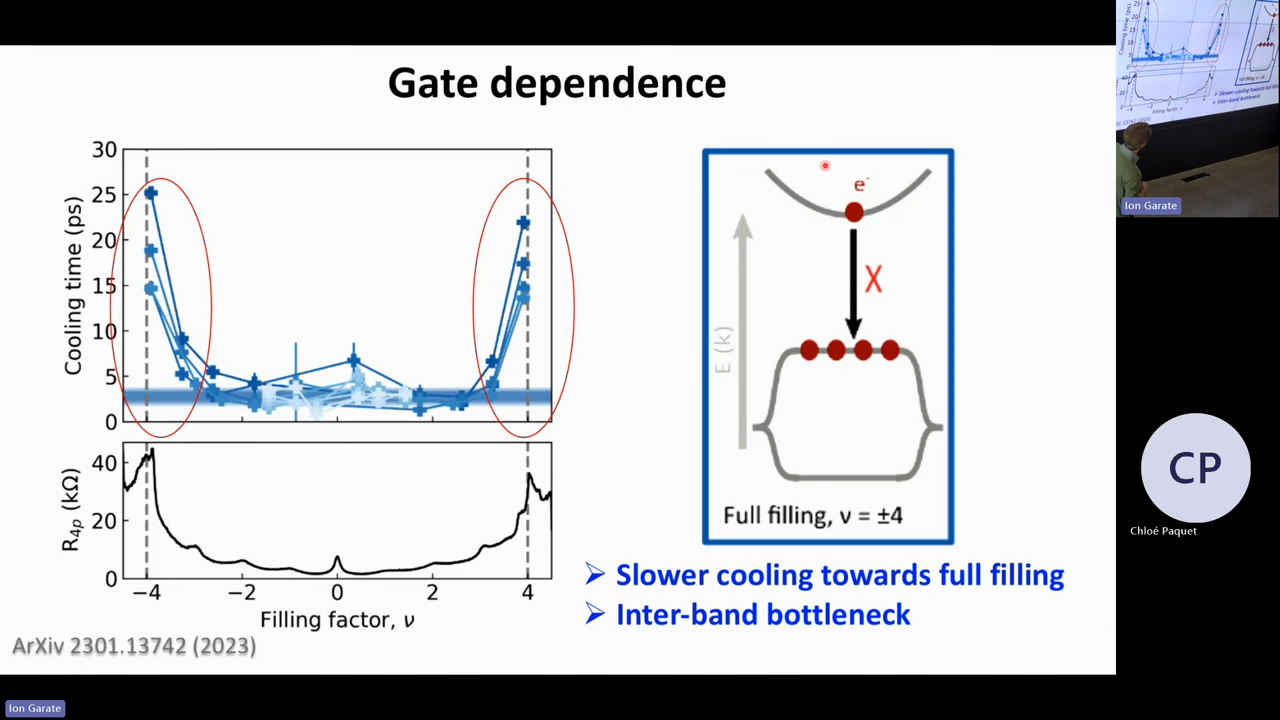 Gate dependence
30
25
20
15
10
5
0
Cooling time (ps)
40
20
0
R4p (kΩ)
−4
−2
0
2
4
Filling factor, ν
ArXiv 2301.13742 (2023)
e-
X
E (k)
Full filling, ν = ±4
➢ Slower cooling towards full filling
➢ Inter-band bottleneck
Ion Garate
CP
Chloé Paquet
Ion Garate